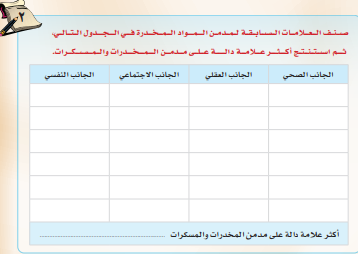 ٢
صنف العلامات السابقة لمدمن المواد المخدرة في الجدول التالي،
ثم استنتج أكثر علامة دالة على مدمن المخدرات والمسكرات.
الجانب الصحي الجانب العقلي الجانب الاجتماعي الجانب النفسي
أكثر علامة دالة على مدمن المخدرات والمسكرات ........................................